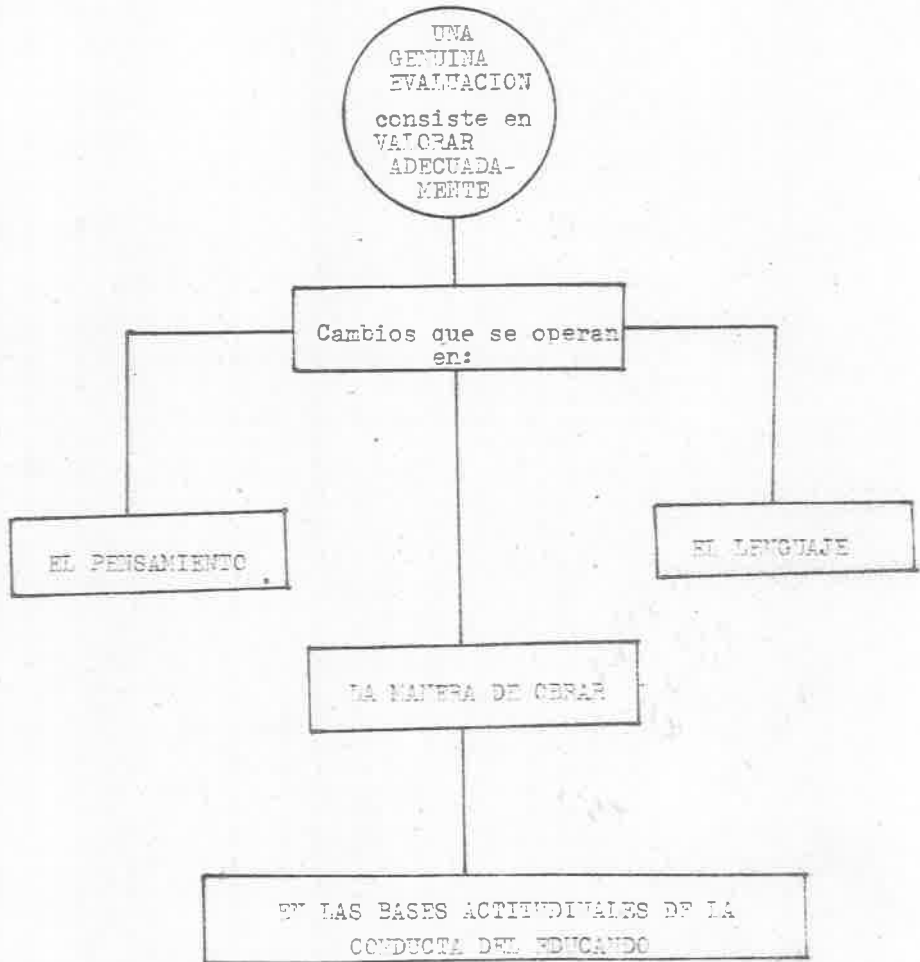 UNA
GENUINA
EVALUACION
consiste en
VALORAR
ADECUADA-
MENTE
Cambios que se operan
en:
EL PENSAMIENTO
EL LENGUAJE
LA MANERA DE OBRAR
EN LAS BASES ACTITUDINALES DE LA
CONDUCTA DEL EDUCANDO